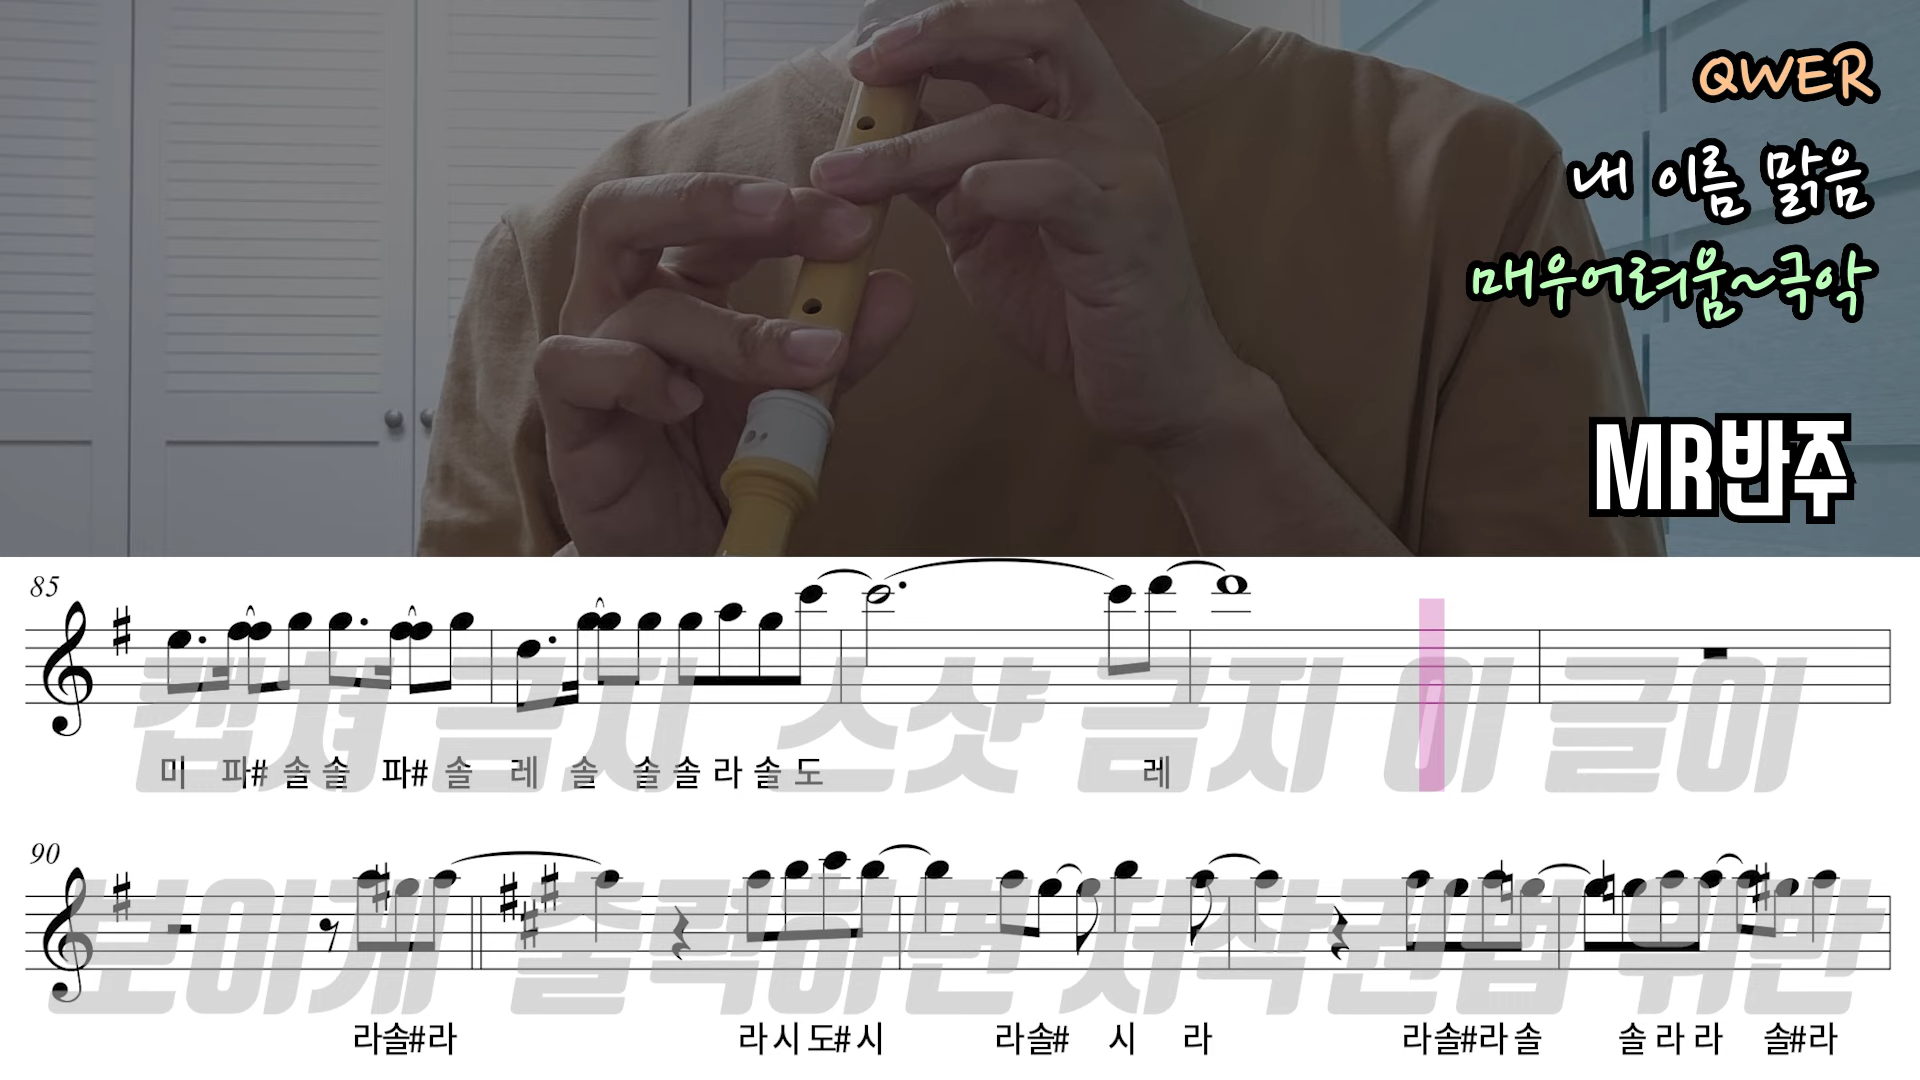 QWER
내 이름 맑음
매우어려움~극악
MR반주
85
캡쳐 금지 스샷 금지 이 글이
미 파# 솔 솔 파# 솔 레 솔 솔 솔 라 솔 도 레
90
보이게 출력하면 저작권법 위반
라솔#라 라 시 도# 시 라 솔# 시 라 라솔#라 솔 솔 라 라 솔#라